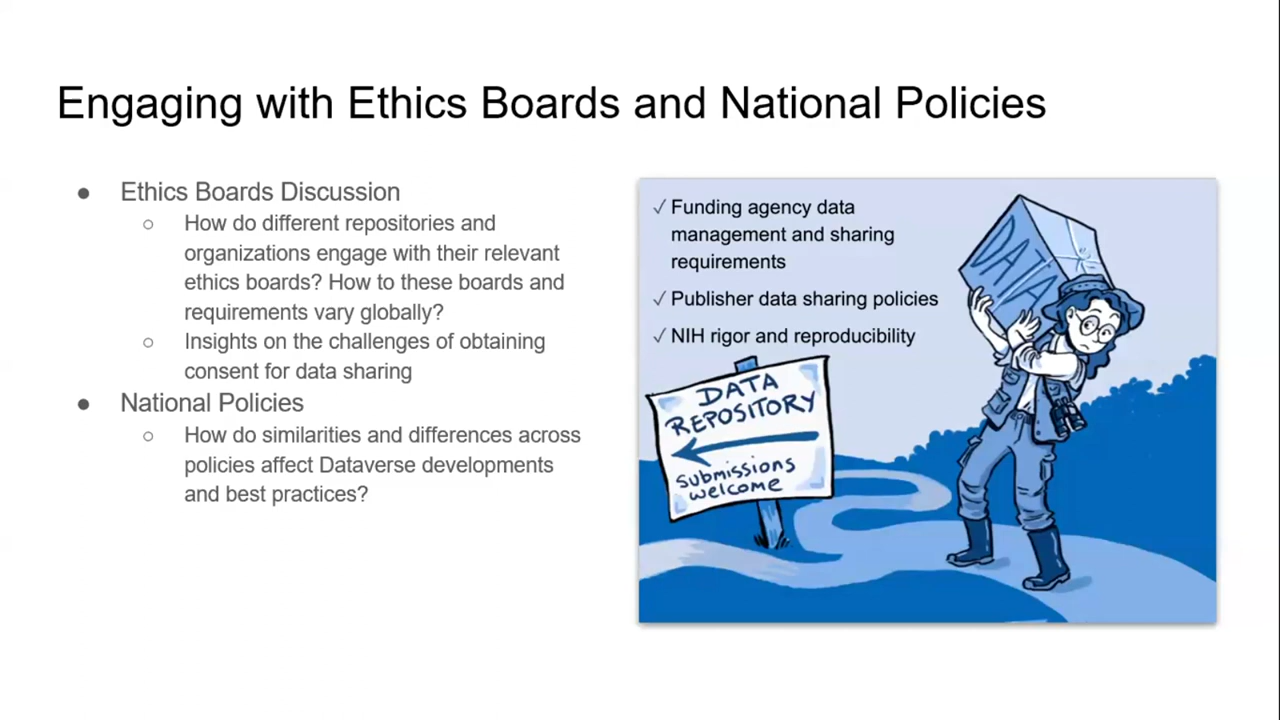 Engaging with Ethics Boards and National Policies
● Ethics Boards Discussion
○ How do different repositories and
organizations engage with their relevant
ethics boards? How to these boards and
requirements vary globally?
○ Insights on the challenges of obtaining
consent for data sharing
● National Policies
○ How do similarities and differences across
policies affect Dataverse developments
and best practices?
✓ Funding agency data
management and sharing
requirements
✓ Publisher data sharing policies
✓ NIH rigor and reproducibility
DATA
REPOSITORY
submissions
welcome
DATA